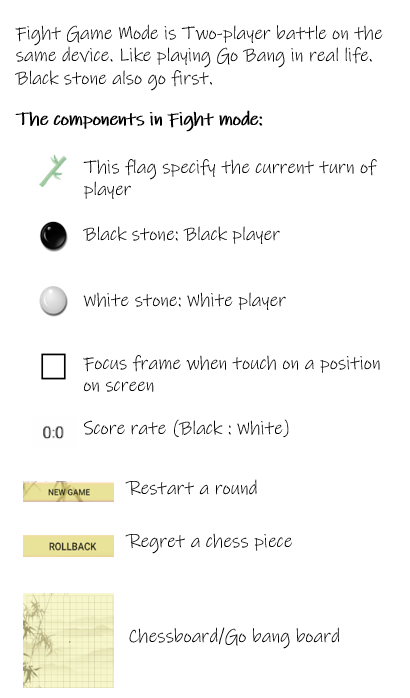 Fight Game Mode is Two-player battle on the
same device. Like playing Go Bang in real life.
Black stone also go first.
The components in Fight mode:
This flag specify the current turn of
player
Black stone: Black player
White stone: White player
Focus frame when touch on a position
on screen
0:0 Score rate (Black : White)
NEW GAME Restart a round
ROLLBACK Regret a chess piece
Chessboard/Go bang board